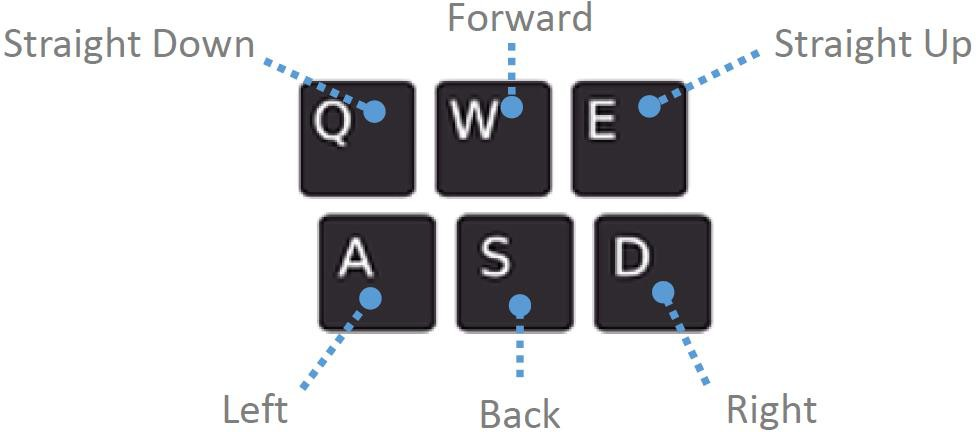 Forward
Straight Down
Straight Up
Q W E
A S D
Left
Back
Right